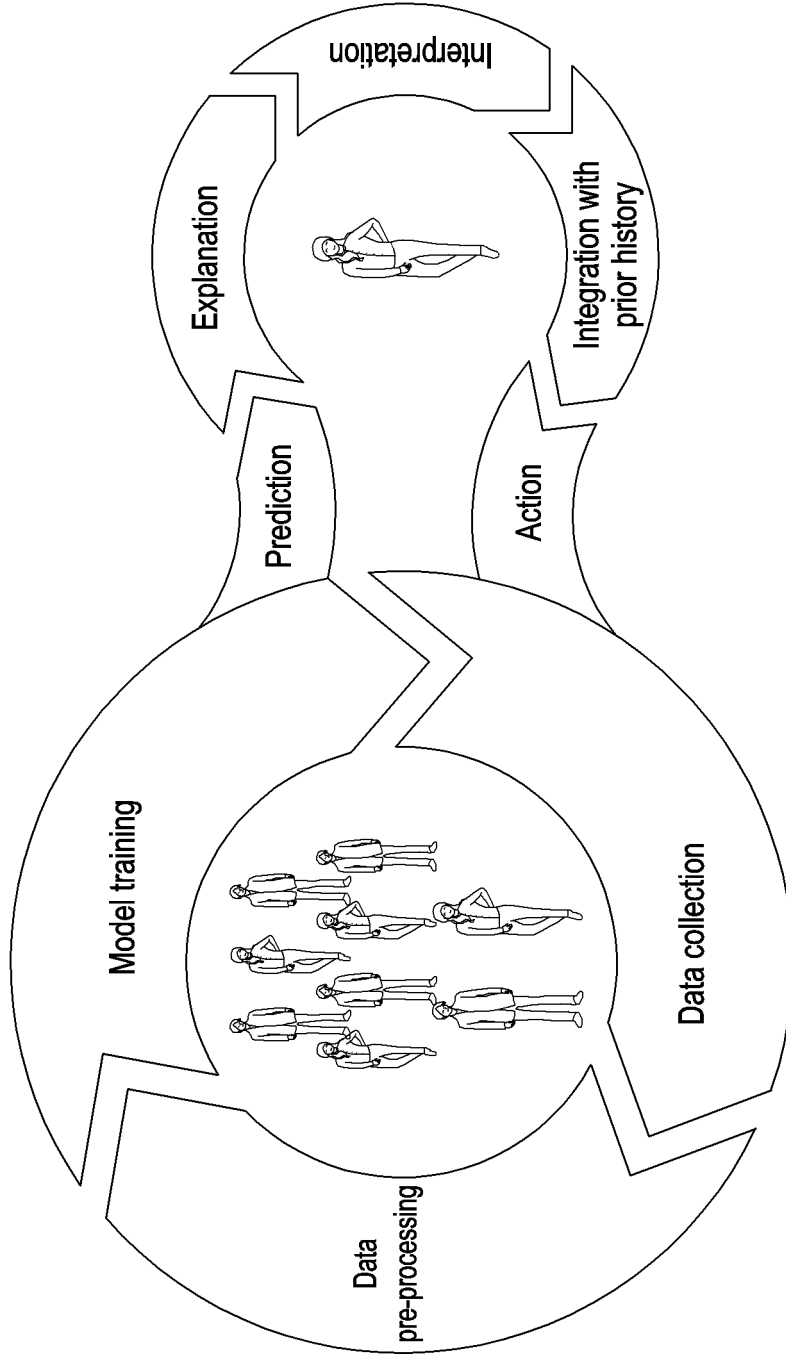 Interpretation
Explanation
Integration with
prior history
Prediction
Action
Model training
Data collection
Data
pre-processing